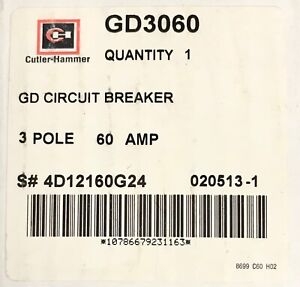 GD3060
QUANTITY 1
Cutler-Hammer
GD CIRCUIT BREAKER
3 POLE 60 AMP
S# 4D12160G24 020513-1
*10786679231163*
8699 C60 H02